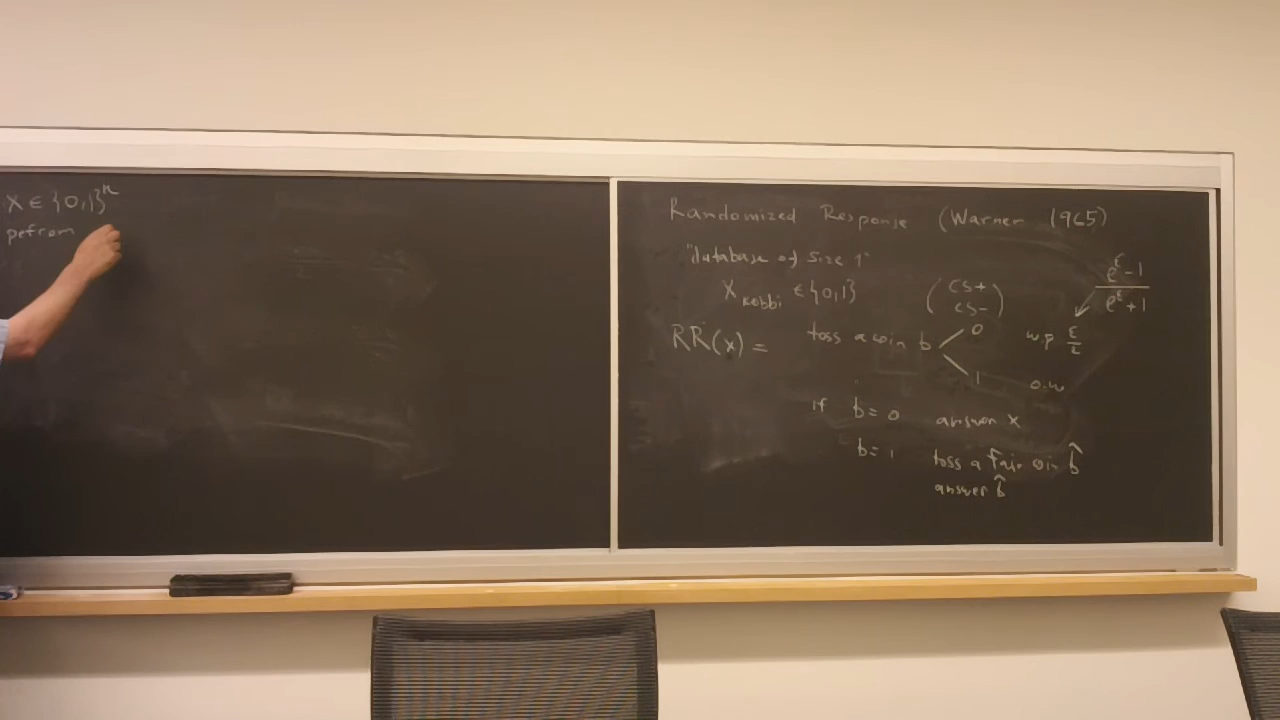 X ∈ {0,1}ⁿ
pefrom
Randomized Response (Warner 1965)
"Database of size 1"
X_Kobbi ∈ {0,1} ( CS+
CS- )
e^ε - 1
e^ε + 1
RR(x) = toss a coin b 0 w.p ε/2
1 o.w
if b = 0 answer x
b = 1 toss a fair coin b̂
answer b̂